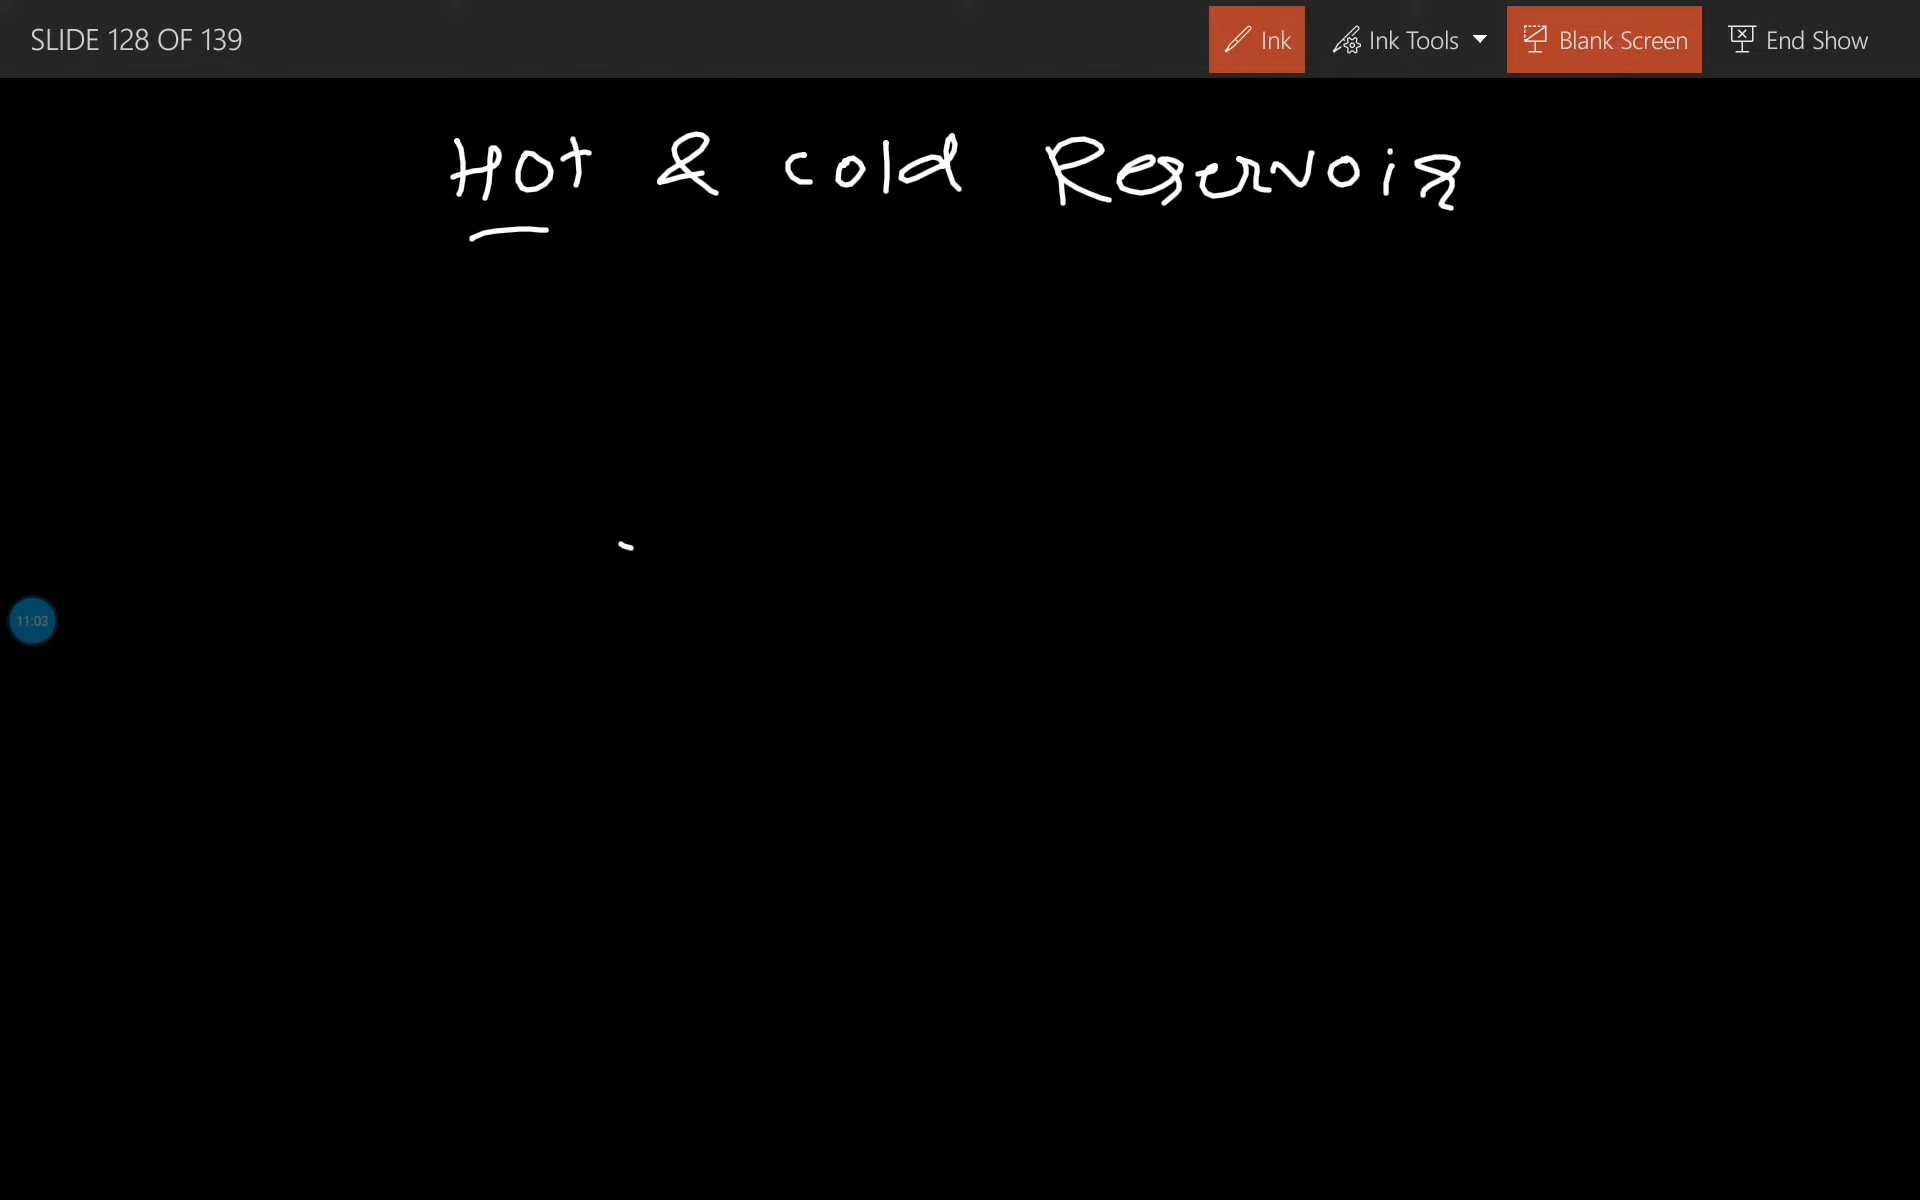 SLIDE 128 OF 139 Ink Ink Tools Blank Screen End Show
Hot & cold Reservoir
11:03